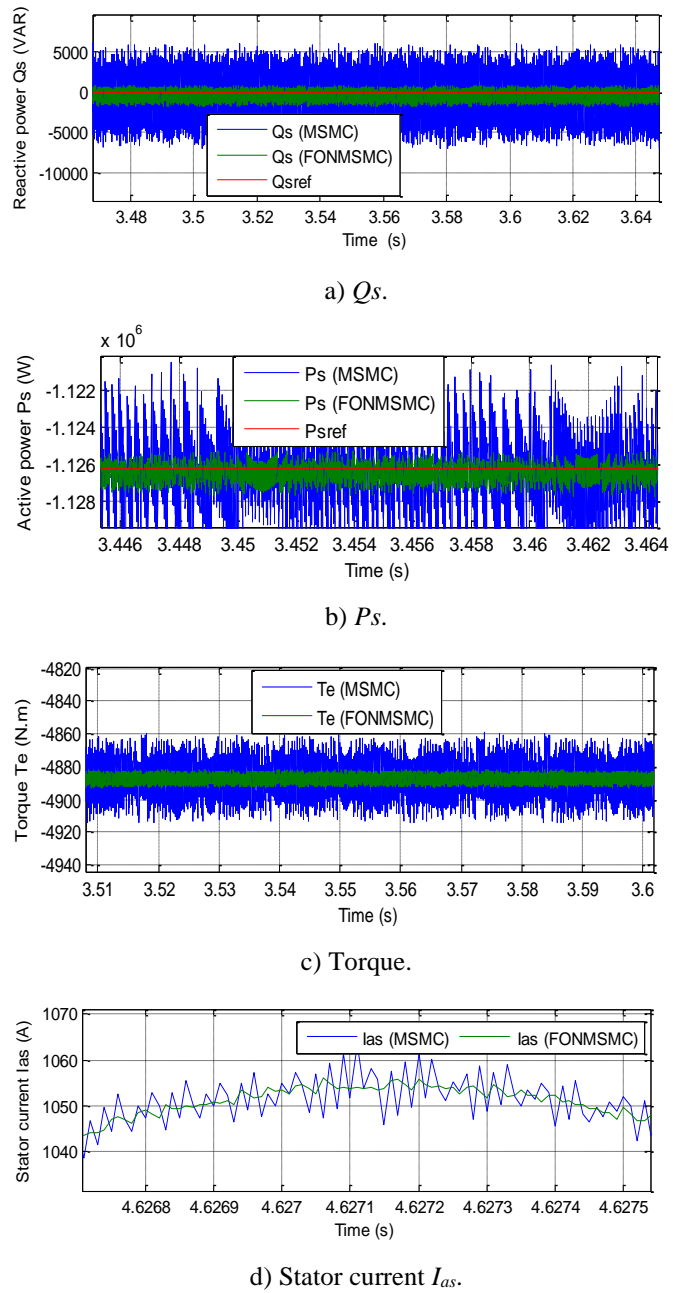 Reactive power Qs (VAR)
5000
0
-5000
-10000
Qs (MSMC)
Qs (FONMSMC)
Qsref
3.48 3.5 3.52 3.54 3.56 3.58 3.6 3.62 3.64
Time (s)
a) Qs.
x 10^6
Active power Ps (W)
-1.122
-1.124
-1.126
-1.128
Ps (MSMC)
Ps (FONMSMC)
Psref
3.446 3.448 3.45 3.452 3.454 3.456 3.458 3.46 3.462 3.464
Time (s)
b) Ps.
Torque Te (N.m)
-4820
-4840
-4860
-4880
-4900
-4920
-4940
Te (MSMC)
Te (FONMSMC)
3.51 3.52 3.53 3.54 3.55 3.56 3.57 3.58 3.59 3.6
Time (s)
c) Torque.
Stator current Ias (A)
1070
1060
1050
1040
Ias (MSMC) Ias (FONMSMC)
4.6268 4.6269 4.627 4.6271 4.6272 4.6273 4.6274 4.6275
Time (s)
d) Stator current Ias.